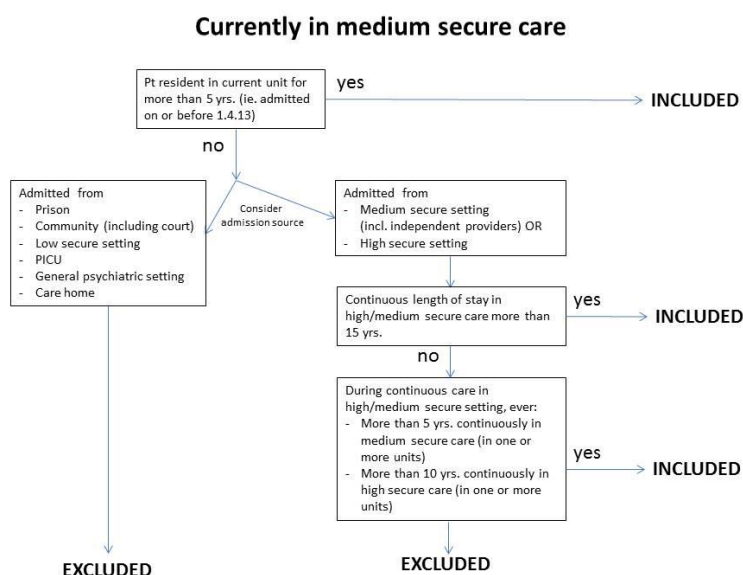 Currently in medium secure care
Pt resident in current unit for
more than 5 yrs. (ie. admitted
on or before 1.4.13)
yes
INCLUDED
no
Consider
admission source
Admitted from
- Prison
- Community (including court)
- Low secure setting
- PICU
- General psychiatric setting
- Care home
Admitted from
- Medium secure setting
(incl. independent providers) OR
- High secure setting
Continuous length of stay in
high/medium secure care more than
15 yrs.
yes
INCLUDED
no
During continuous care in
high/medium secure setting, ever:
- More than 5 yrs. continuously in
medium secure care (in one or
more units)
- More than 10 yrs. continuously in
high secure care (in one or more
units)
yes
INCLUDED
EXCLUDED
EXCLUDED